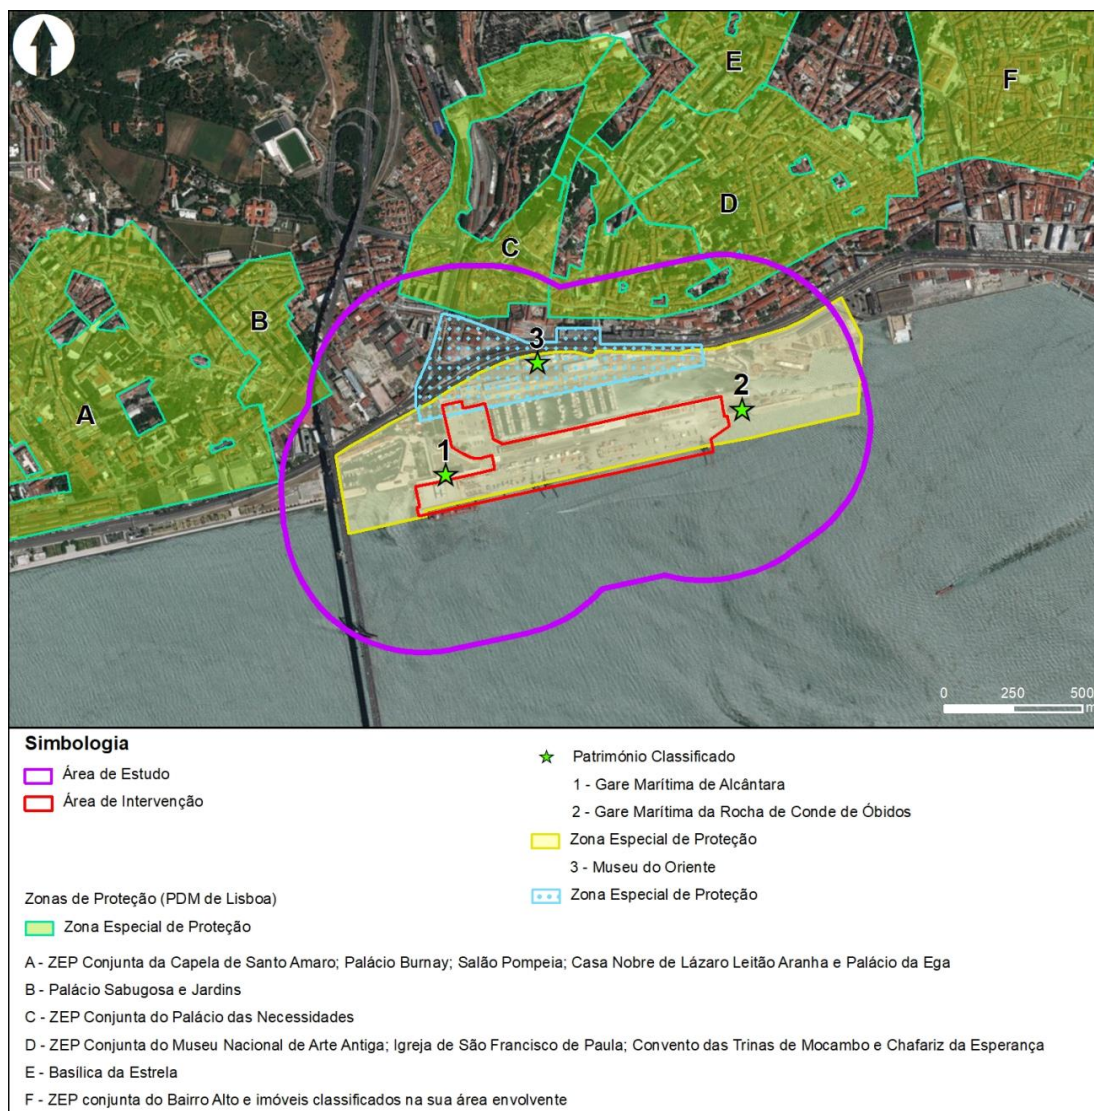 E
F
D
C
B
A
3
2
1
0 250 500
m
Simbologia
Área de Estudo
Área de Intervenção
Zonas de Proteção (PDM de Lisboa)
Zona Especial de Proteção
Património Classificado
1 - Gare Marítima de Alcântara
2 - Gare Marítima da Rocha de Conde de Óbidos
Zona Especial de Proteção
3 - Museu do Oriente
Zona Especial de Proteção
A - ZEP Conjunta da Capela de Santo Amaro; Palácio Burnay; Salão Pompeia; Casa Nobre de Lázaro Leitão Aranha e Palácio da Ega
B - Palácio Sabugosa e Jardins
C - ZEP Conjunta do Palácio das Necessidades
D - ZEP Conjunta do Museu Nacional de Arte Antiga; Igreja de São Francisco de Paula; Convento das Trinas de Mocambo e Chafariz da Esperança
E - Basílica da Estrela
F - ZEP conjunta do Bairro Alto e imóveis classificados na sua área envolvente